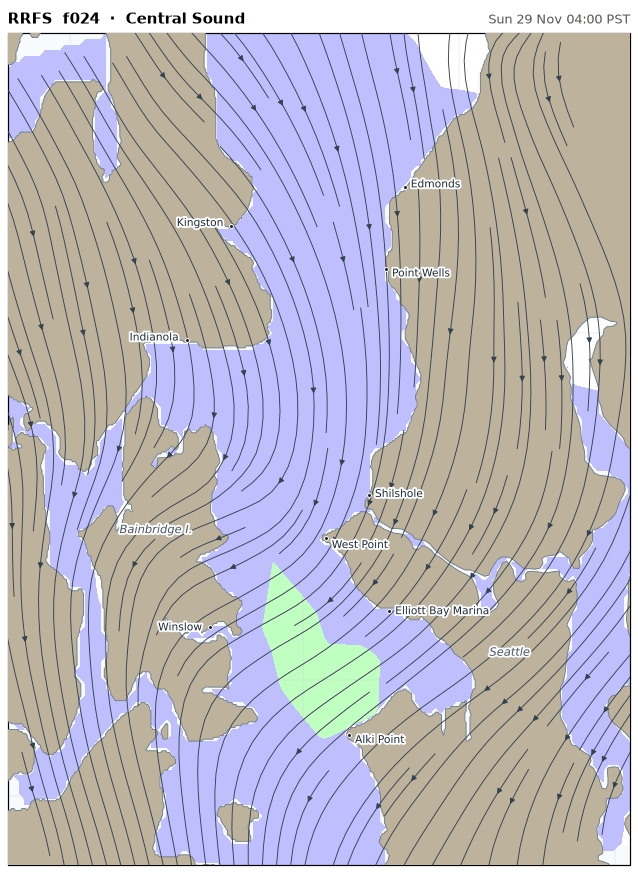 RRFS f024 · Central Sound
Sun 29 Nov 04:00 PST
Edmonds
Kingston
Point Wells
Indianola
Shilshole
Bainbridge I.
West Point
Elliott Bay Marina
Winslow
Seattle
Alki Point